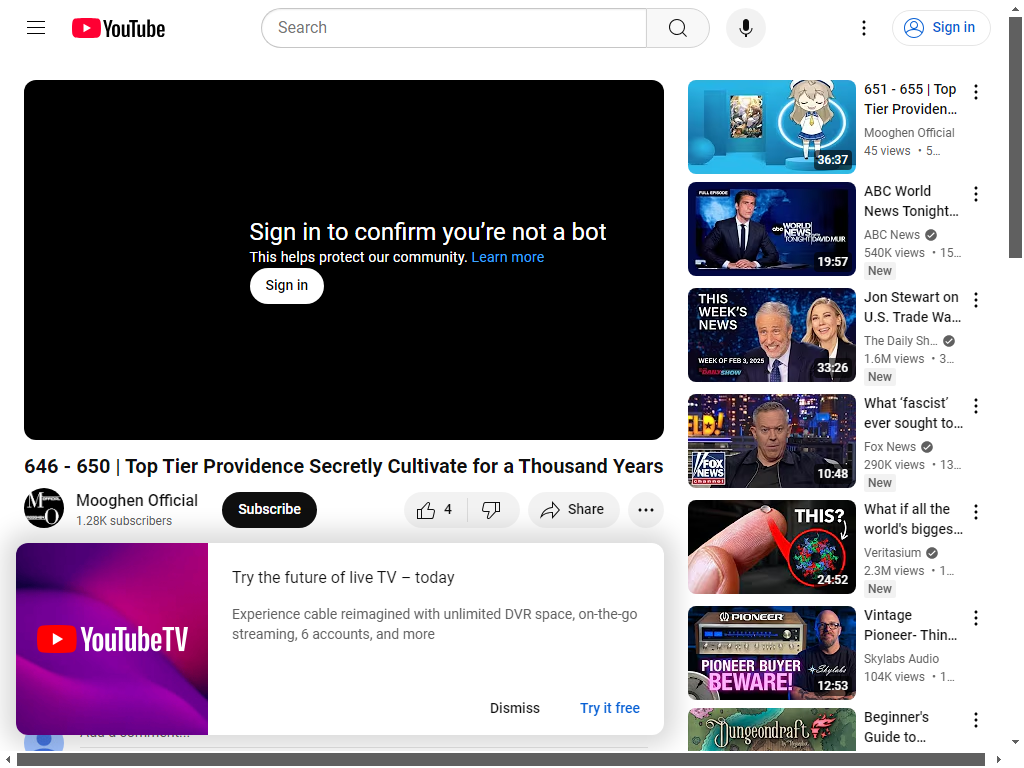 YouTube
Search
Sign in
Sign in to confirm you’re not a bot
This helps protect our community. Learn more
Sign in
646 - 650 | Top Tier Providence Secretly Cultivate for a Thousand Years
Mooghen Official
1.28K subscribers
Subscribe
4
Share
YouTubeTV
Try the future of live TV – today
Experience cable reimagined with unlimited DVR space, on-the-go
streaming, 6 accounts, and more
Dismiss
Try it free
Add a comment...
36:37
651 - 655 | Top
Tier Providen...
Mooghen Official
45 views • 5...
FULL EPISODE
abc WORLD
NEWS
TONIGHT DAVID MUIR
19:57
ABC World
News Tonight...
ABC News
540K views • 15...
New
THIS
WEEK'S
NEWS
WEEK OF FEB 3, 2025
THE DAILY SHOW
33:26
Jon Stewart on
U.S. Trade Wa...
The Daily Sh...
1.6M views • 3...
New
FOX
NEWS
channel
10:48
What ‘fascist’
ever sought to...
Fox News
290K views • 13...
New
THIS?
24:52
What if all the
world's bigges...
Veritasium
2.3M views • 1...
New
PIONEER
PIONEER BUYER
BEWARE!
Skylabs
12:53
Vintage
Pioneer- Thin...
Skylabs Audio
104K views • 1...
Dungeondraft
Beginner's
Guide to...